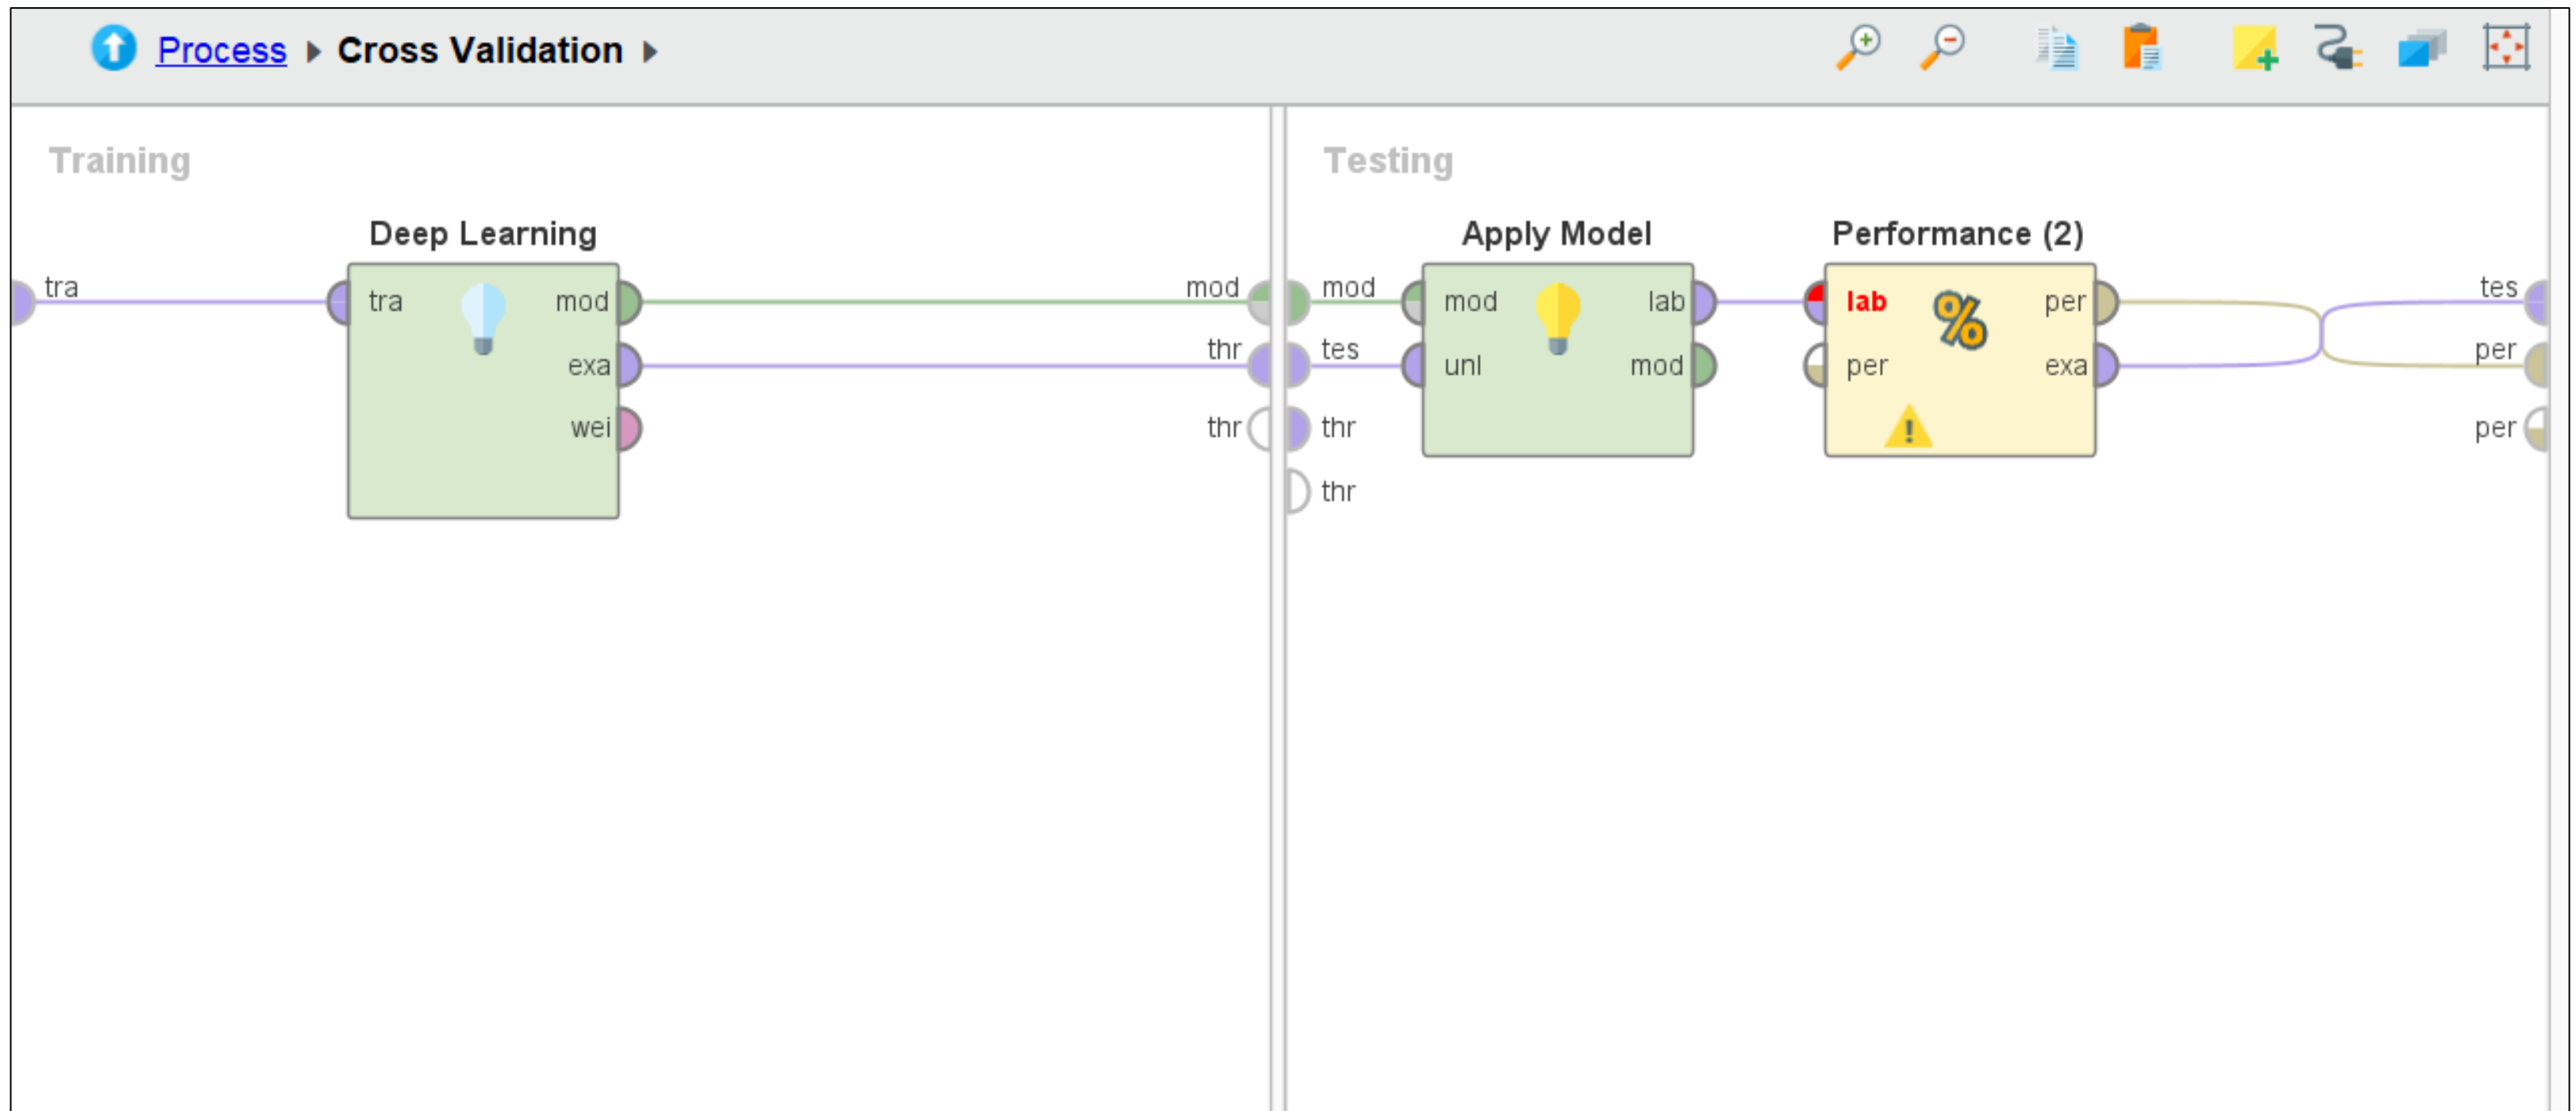 Process Cross Validation
Training
Deep Learning
tra
tra
mod
exa
wei
mod
thr
thr
Testing
mod
tes
thr
thr
Apply Model
mod
unl
lab
mod
Performance (2)
lab
per
%
per
exa
tes
per
per